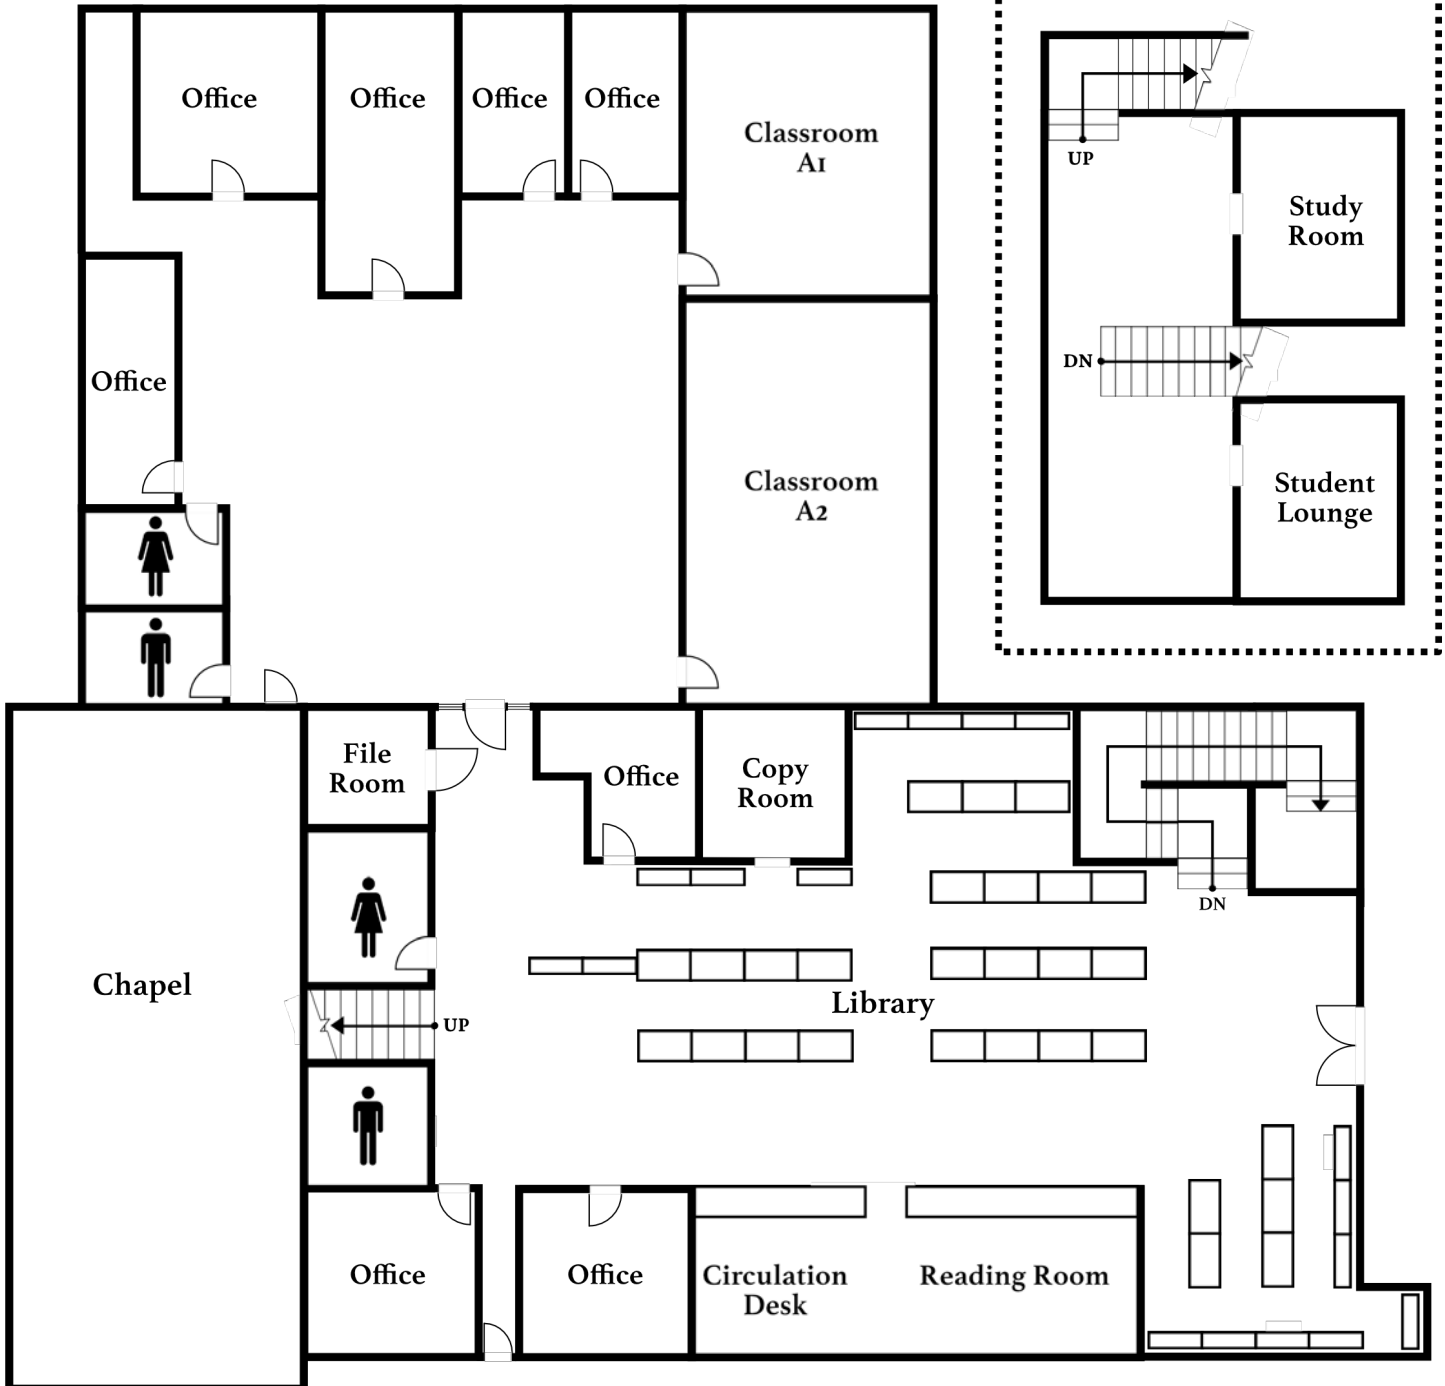 Office
Office
Office
Office
Classroom
A1
UP
Study
Room
DN
Office
Classroom
A2
Student
Lounge
File
Room
Office
Copy
Room
DN
Chapel
Library
UP
Office
Office
Circulation
Desk
Reading Room